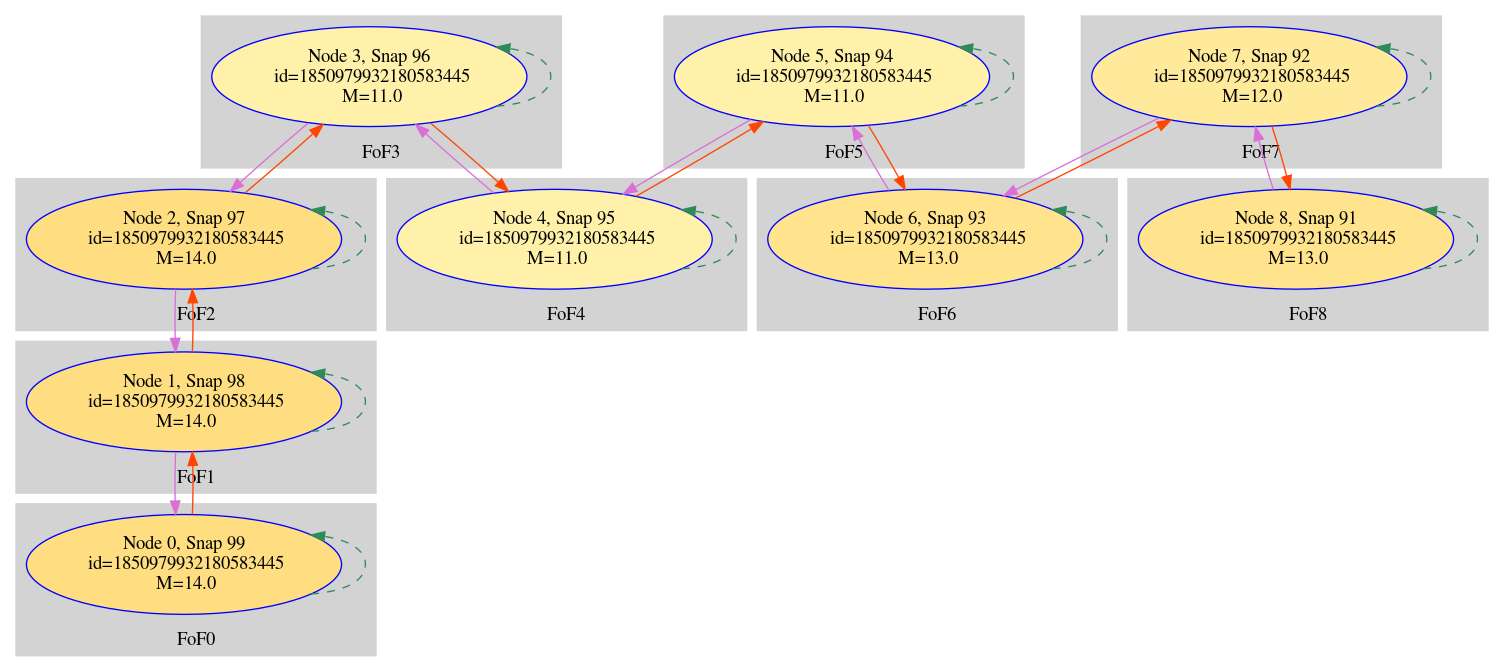 Node 3, Snap 96
id=1850979932180583445
M=11.0
FoF3
Node 5, Snap 94
id=1850979932180583445
M=11.0
FoF5
Node 7, Snap 92
id=1850979932180583445
M=12.0
FoF7
Node 2, Snap 97
id=1850979932180583445
M=14.0
FoF2
Node 4, Snap 95
id=1850979932180583445
M=11.0
FoF4
Node 6, Snap 93
id=1850979932180583445
M=13.0
FoF6
Node 8, Snap 91
id=1850979932180583445
M=13.0
FoF8
Node 1, Snap 98
id=1850979932180583445
M=14.0
FoF1
Node 0, Snap 99
id=1850979932180583445
M=14.0
FoF0